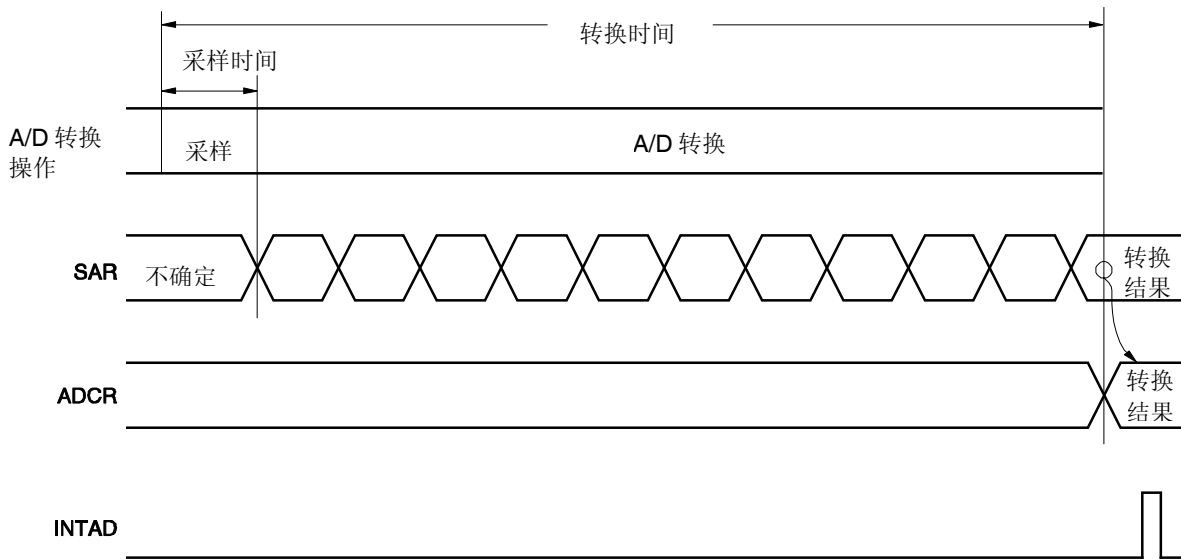 转换时间
采样时间
A/D 转换
操作
采样
A/D 转换
SAR
不确定
转换
结果
ADCR
转换
结果
INTAD